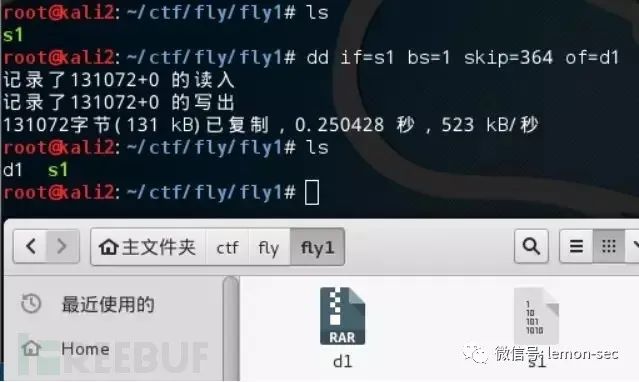 root@kali2:~/ctf/fly/fly1# ls
s1
root@kali2:~/ctf/fly/fly1# dd if=s1 bs=1 skip=364 of=d1
记录了131072+0 的读入
记录了131072+0 的写出
131072字节(131 kB)已复制，0.250428 秒，523 kB/秒
root@kali2:~/ctf/fly/fly1# ls
d1  s1
root@kali2:~/ctf/fly/fly1#
主文件夹 ctf fly fly1
最近使用的
Home
REEBUF
1
10
101
1010
RAR
d1
s1
微信号: lemon-sec